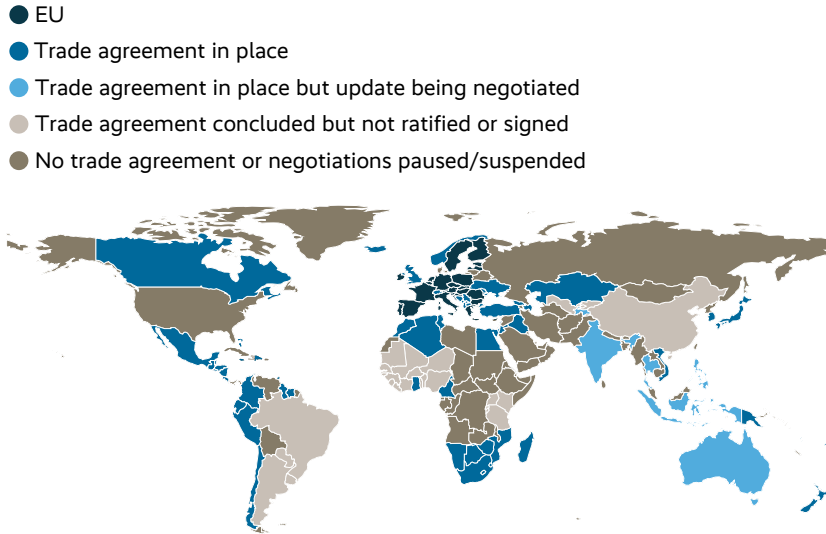 EU
Trade agreement in place
Trade agreement in place but update being negotiated
Trade agreement concluded but not ratified or signed
No trade agreement or negotiations paused/suspended